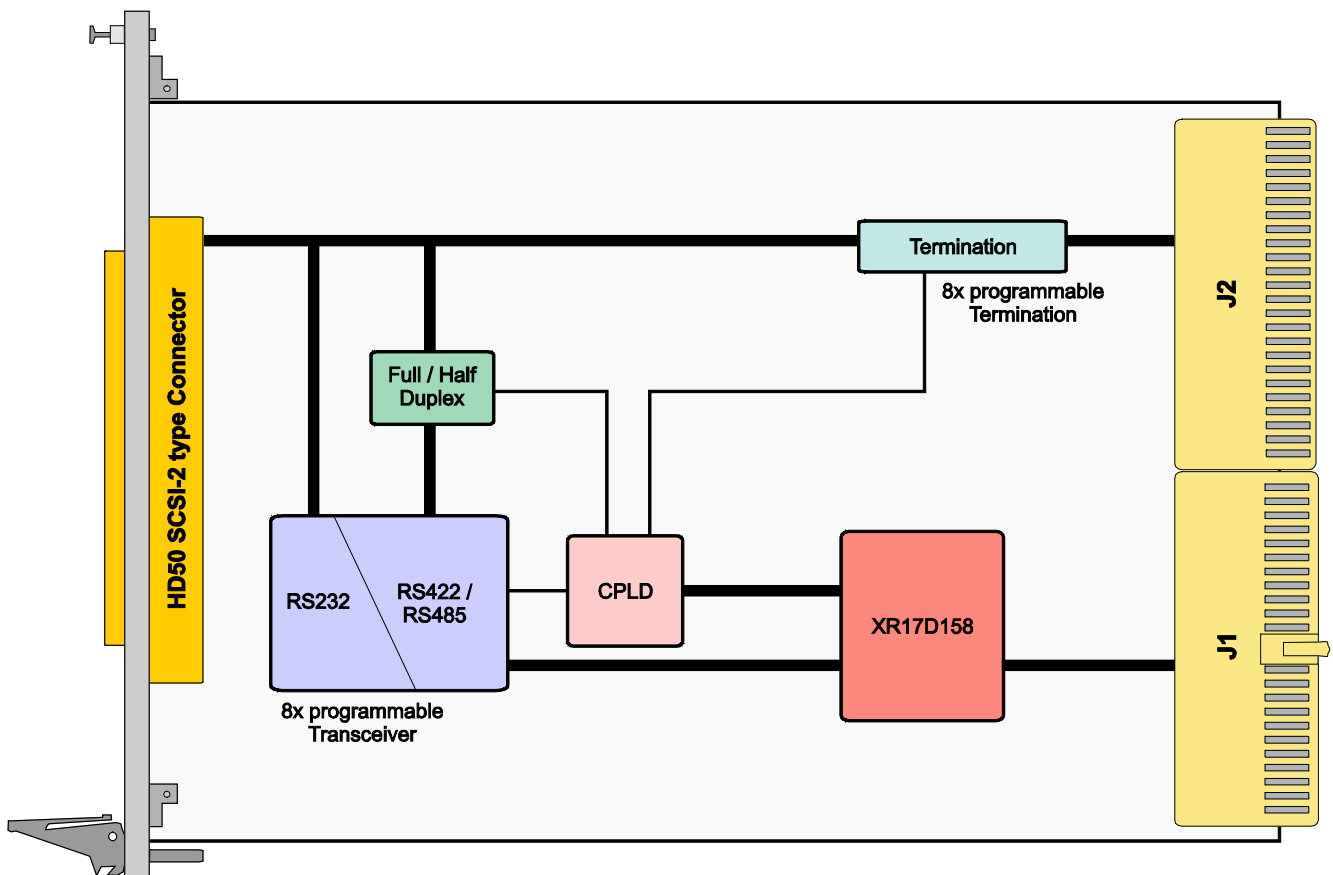 Termination
8x programmable
Termination
J2
HD50 SCSI-2 type Connector
Full / Half
Duplex
RS232
RS422 /
RS485
CPLD
XR17D158
J1
8x programmable
Transceiver